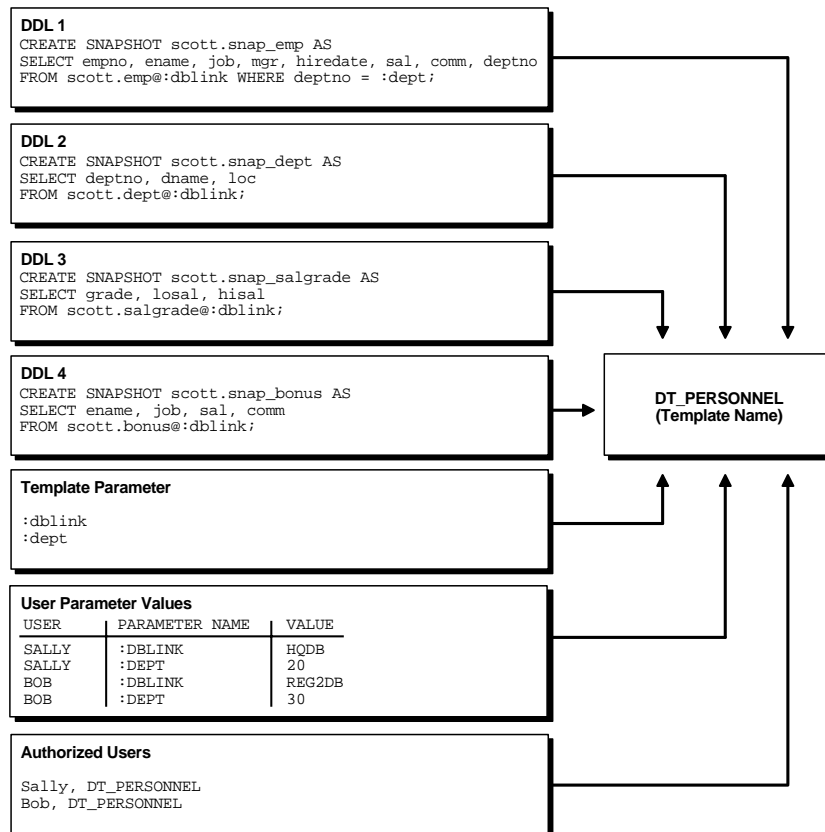 DDL 1
CREATE SNAPSHOT scott.snap_emp AS
SELECT empno, ename, job, mgr, hiredate, sal, comm, deptno
FROM scott.emp@:dblink WHERE deptno = :dept;
DDL 2
CREATE SNAPSHOT scott.snap_dept AS
SELECT deptno, dname, loc
FROM scott.dept@:dblink;
DDL 3
CREATE SNAPSHOT scott.snap_salgrade AS
SELECT grade, losal, hisal
FROM scott.salgrade@:dblink;
DDL 4
CREATE SNAPSHOT scott.snap_bonus AS
SELECT ename, job, sal, comm
FROM scott.bonus@:dblink;
DT_PERSONNEL
(Template Name)
Template Parameter
:dblink
:dept
User Parameter Values
USER PARAMETER NAME VALUE
SALLY :DBLINK HQDB
SALLY :DEPT 20
BOB :DBLINK REG2DB
BOB :DEPT 30
Authorized Users
Sally, DT_PERSONNEL
Bob, DT_PERSONNEL